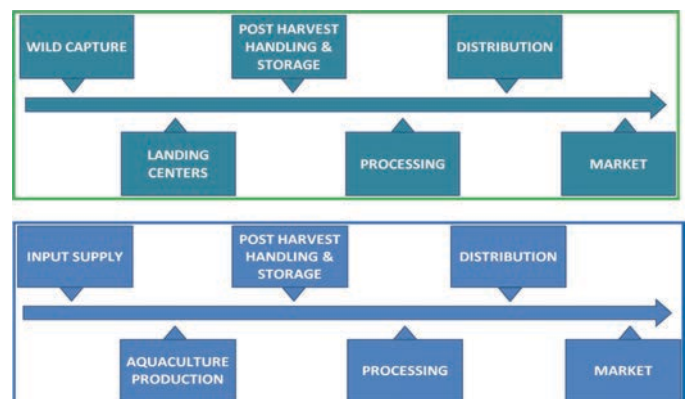 WILD CAPTURE
POST HARVEST
HANDLING &
STORAGE
DISTRIBUTION
LANDING
CENTERS
PROCESSING
MARKET
INPUT SUPPLY
POST HARVEST
HANDLING &
STORAGE
DISTRIBUTION
AQUACULTURE
PRODUCTION
PROCESSING
MARKET